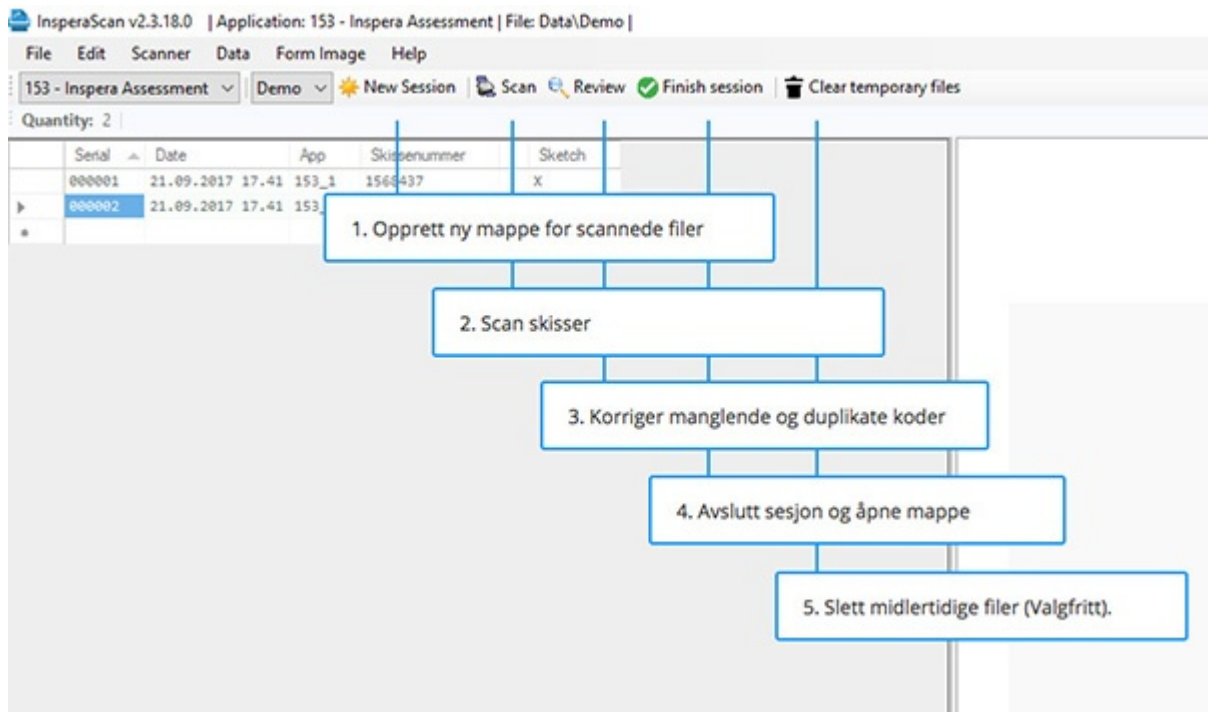 InsperaScan v2.3.18.0 | Application: 153 - Inspera Assessment | File: Data\Demo |
File Edit Scanner Data Form Image Help
153 - Inspera Assessment Demo New Session Scan Review Finish session Clear temporary files
Quantity: 2
Serial Date App Skissenummer Sketch
000001 21.09.2017 17.41 153_1 1568437 X
000002 21.09.2017 17.41 153_
1. Opprett ny mappe for scannede filer
2. Scan skisser
3. Korriger manglende og duplikate koder
4. Avslutt sesjon og åpne mappe
5. Slett midlertidige filer (Valgfritt).